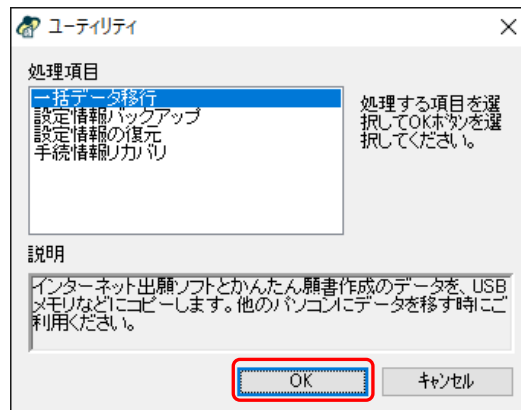 ユーティリティ
処理項目
一括データ移行
設定情報バックアップ
設定情報の復元
手続情報リカバリ
処理する項目を選
択してOKボタンを選
択してください。
説明
インターネット出願ソフトとかんたん願書作成のデータを、USB
メモリなどにコピーします。他のパソコンにデータを移す時にご
利用ください。
OK
キャンセル